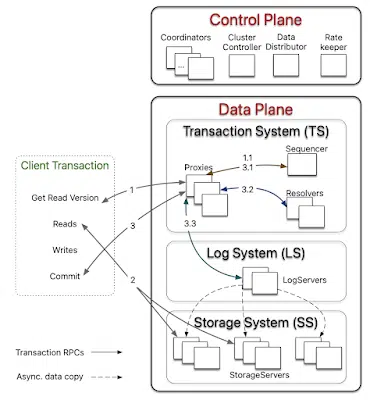 Control Plane
Coordinators
Cluster
Controller
Data
Distributor
Rate
keeper
...
Data Plane
Transaction System (TS)
Client Transaction
Get Read Version
Reads
Writes
Commit
1
3
2
Proxies
1.1
3.1
Sequencer
3.2
Resolvers
3.3
Log System (LS)
LogServers
Storage System (SS)
StorageServers
Transaction RPCs
Async. data copy